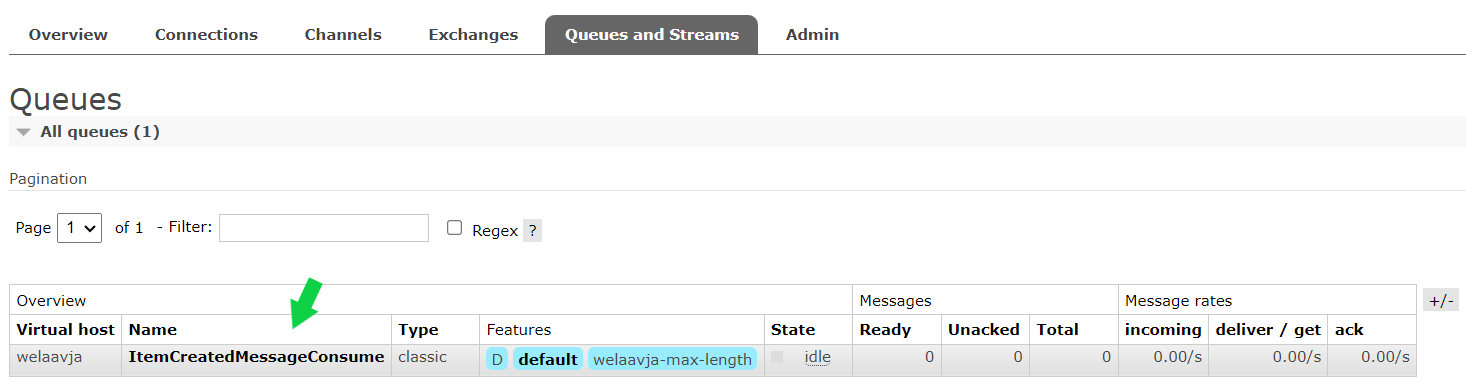 Overview Connections Channels Exchanges Queues and Streams Admin
Queues
All queues (1)
Pagination
Page 1 of 1 - Filter: Regex ?
Overview Messages Message rates +/-
Virtual host Name Type Features State Ready Unacked Total incoming deliver / get ack
welaavja ItemCreatedMessageConsume classic D default welaavja-max-length idle 0 0 0 0.00/s 0.00/s 0.00/s